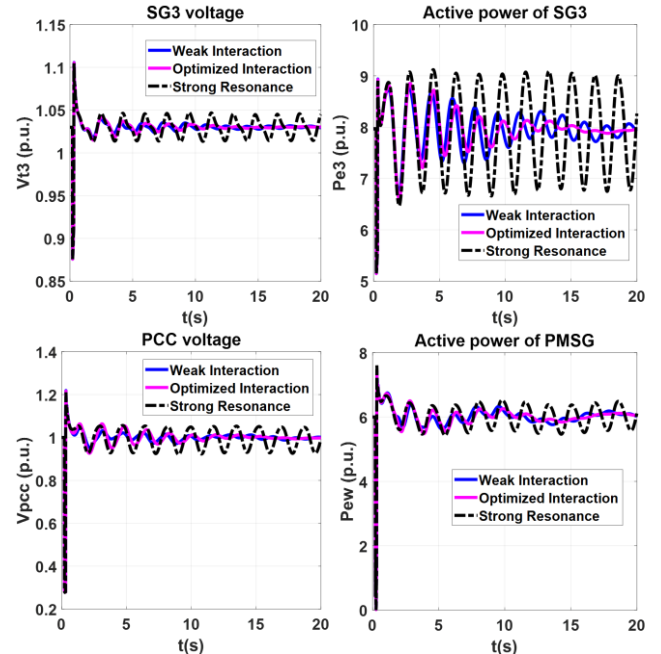 SG3 voltage
1.15
1.1
1.05
1
0.95
0.9
0.85
Vt3 (p.u.)
Weak Interaction
Optimized Interaction
Strong Resonance
0 5 10 15 20
t(s)
Active power of SG3
10
9
8
7
6
5
Pe3 (p.u.)
Weak Interaction
Optimized Interaction
Strong Resonance
0 5 10 15 20
t(s)
PCC voltage
1.4
1.2
1
0.8
0.6
0.4
0.2
Vpcc (p.u.)
Weak Interaction
Optimized Interaction
Strong Resonance
0 5 10 15 20
t(s)
Active power of PMSG
8
6
4
2
0
Pew (p.u.)
Weak Interaction
Optimized Interaction
Strong Resonance
0 5 10 15 20
t(s)